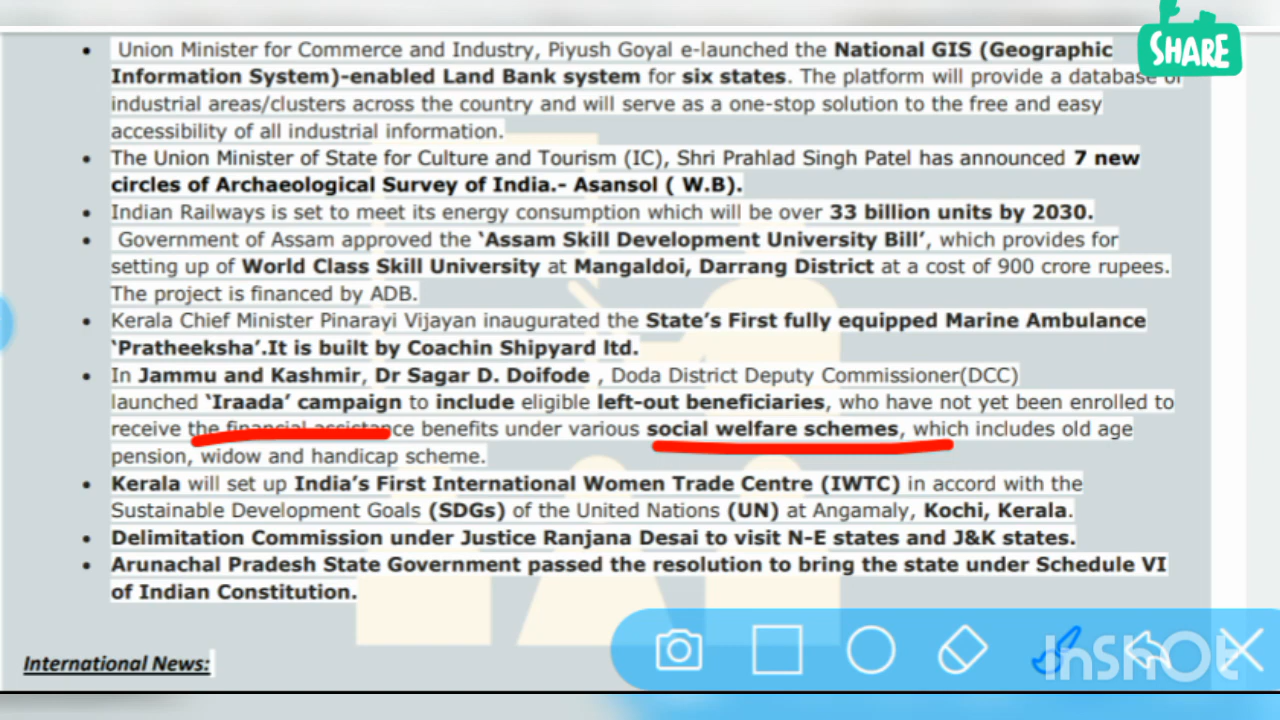 SHARE
• Union Minister for Commerce and Industry, Piyush Goyal e-launched the National GIS (Geographic
Information System)-enabled Land Bank system for six states. The platform will provide a database of
industrial areas/clusters across the country and will serve as a one-stop solution to the free and easy
accessibility of all industrial information.
• The Union Minister of State for Culture and Tourism (IC), Shri Prahlad Singh Patel has announced 7 new
circles of Archaeological Survey of India.- Asansol ( W.B).
• Indian Railways is set to meet its energy consumption which will be over 33 billion units by 2030.
• Government of Assam approved the ‘Assam Skill Development University Bill’, which provides for
setting up of World Class Skill University at Mangaldoi, Darrang District at a cost of 900 crore rupees.
The project is financed by ADB.
• Kerala Chief Minister Pinarayi Vijayan inaugurated the State’s First fully equipped Marine Ambulance
‘Pratheeksha’.It is built by Coachin Shipyard ltd.
• In Jammu and Kashmir, Dr Sagar D. Doifode , Doda District Deputy Commissioner(DCC)
launched ‘Iraada’ campaign to include eligible left-out beneficiaries, who have not yet been enrolled to
receive the financial assistance benefits under various social welfare schemes, which includes old age
pension, widow and handicap scheme.
• Kerala will set up India’s First International Women Trade Centre (IWTC) in accord with the
Sustainable Development Goals (SDGs) of the United Nations (UN) at Angamaly, Kochi, Kerala.
• Delimitation Commission under Justice Ranjana Desai to visit N-E states and J&K states.
• Arunachal Pradesh State Government passed the resolution to bring the state under Schedule VI
of Indian Constitution.
International News:
InShOt